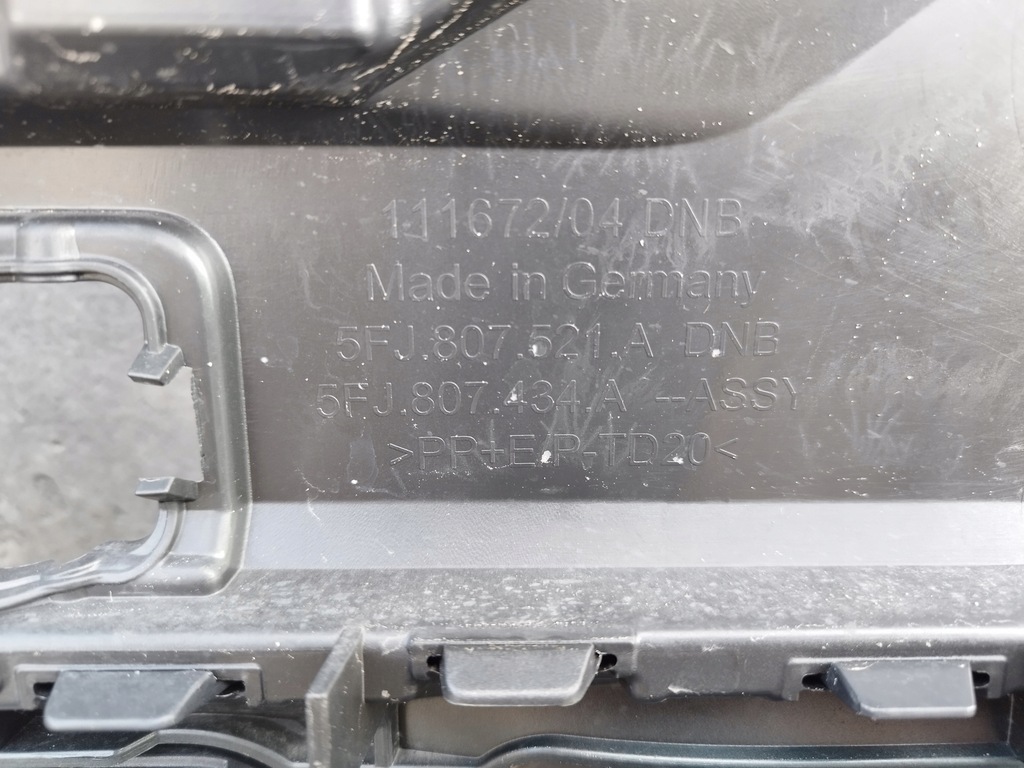 111672/04 DNB
Made in Germany
5FJ.807.521.A DNB
5FJ.807.434.A --ASSY
>PP+E/P-TD20<